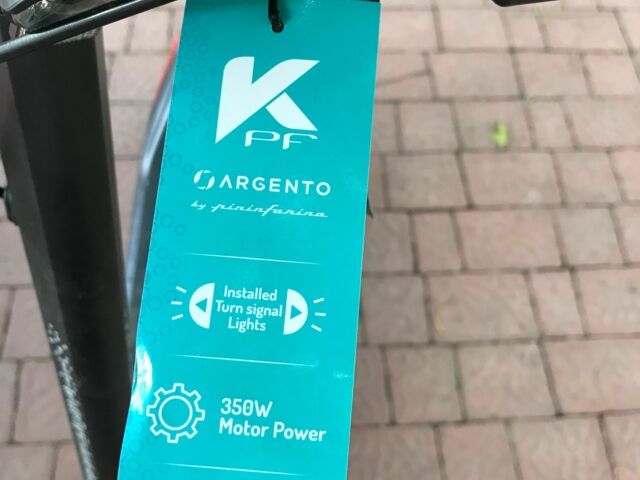 K
PF
ARGENTO
by pininfarina
Installed
Turn signal
Lights
350W
Motor Power